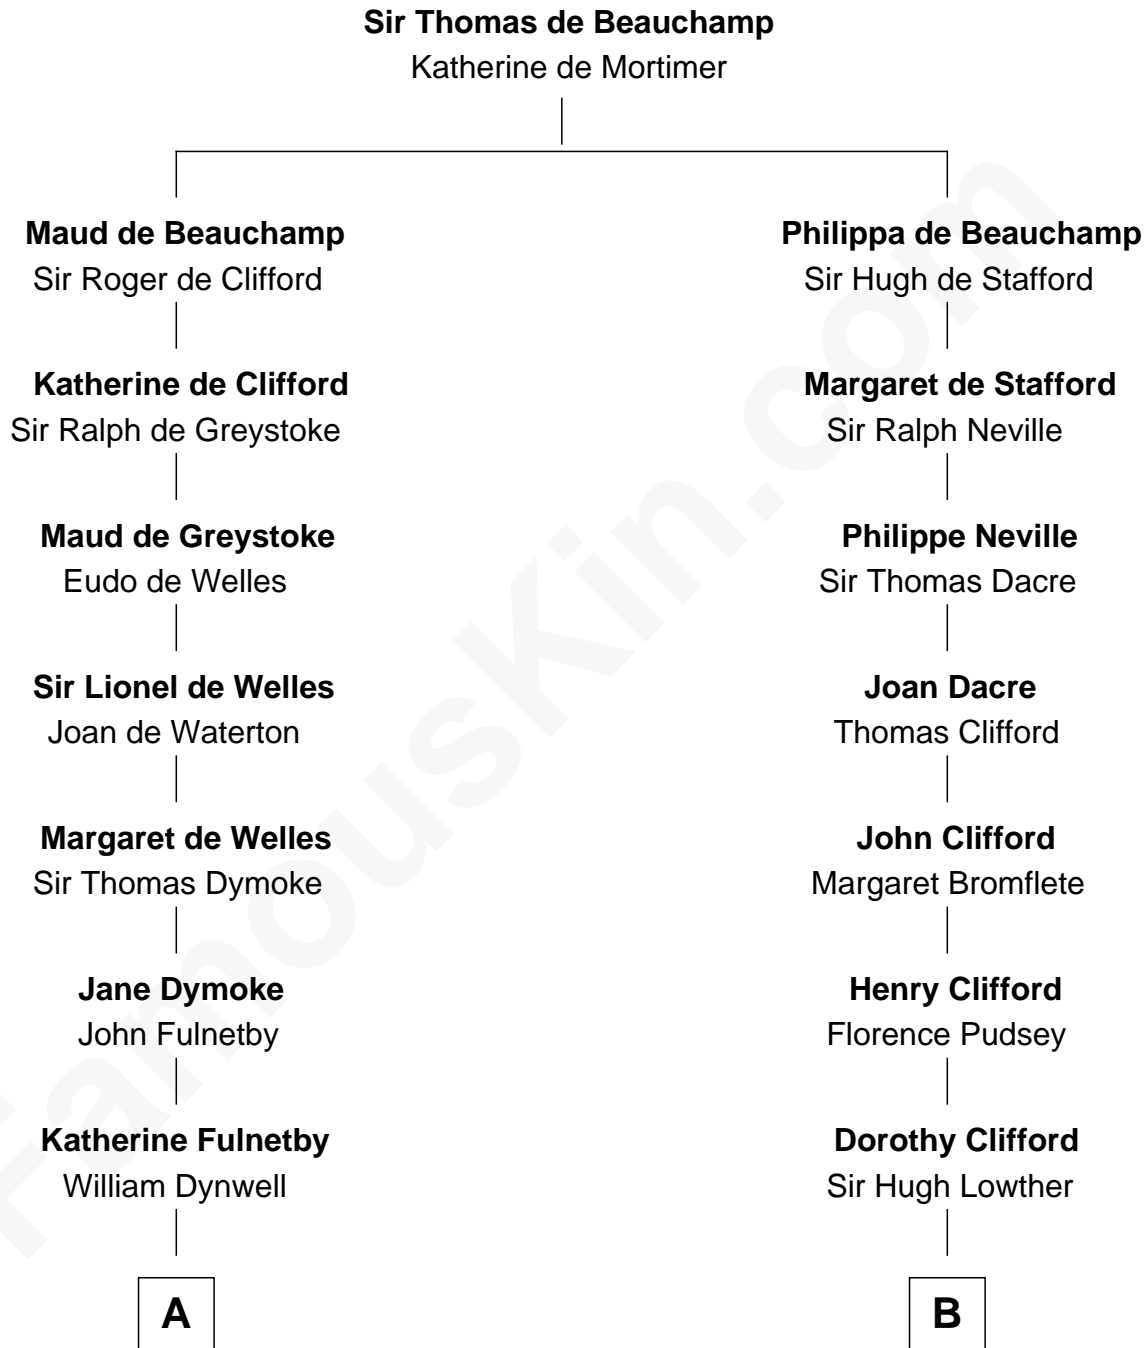 Sir Thomas de Beauchamp
Katherine de Mortimer
Maud de Beauchamp
Sir Roger de Clifford
Katherine de Clifford
Sir Ralph de Greystoke
Maud de Greystoke
Eudo de Welles
Sir Lionel de Welles
Joan de Waterton
Margaret de Welles
Sir Thomas Dymoke
Jane Dymoke
John Fulnetby
Katherine Fulnetby
William Dynwell
A
Philippa de Beauchamp
Sir Hugh de Stafford
Margaret de Stafford
Sir Ralph Neville
Philippe Neville
Sir Thomas Dacre
Joan Dacre
Thomas Clifford
John Clifford
Margaret Bromflete
Henry Clifford
Florence Pudsey
Dorothy Clifford
Sir Hugh Lowther
B
FamousKin.com